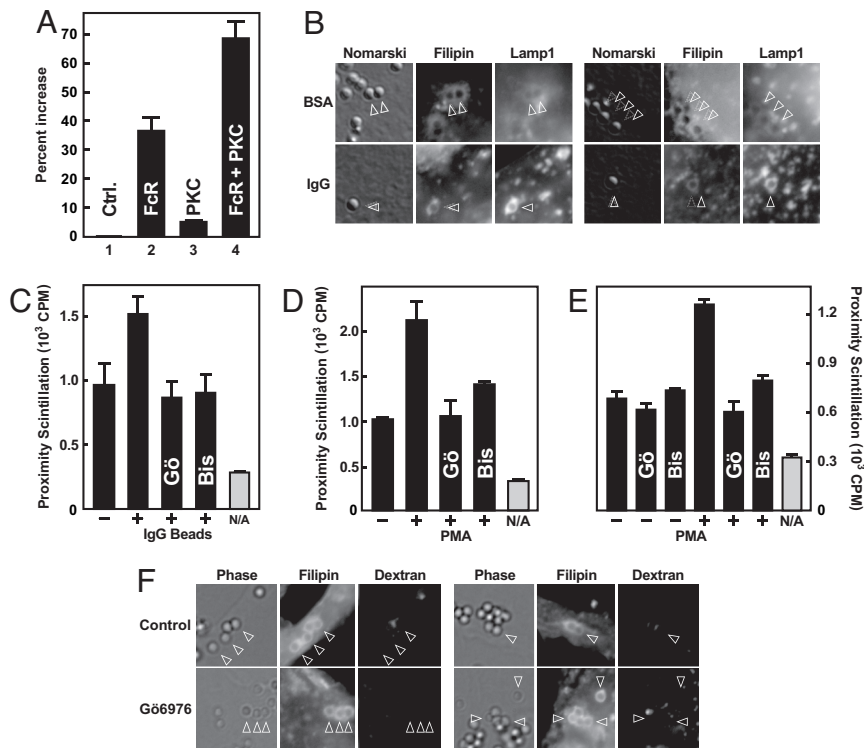 A
Percent increase
70
60
50
40
30
20
10
0
Ctrl.
FcR
PKC
FcR + PKC
1 2 3 4
B
Nomarski Filipin Lamp1 Nomarski Filipin Lamp1
BSA
IgG
C
Proximity Scintillation (10³ CPM)
1.5
1.0
0.5
0
Gö Bis
− + + + N/A
IgG Beads
D
Proximity Scintillation (10³ CPM)
2.0
1.5
1.0
0.5
0
Gö Bis
− + + + N/A
PMA
E
Gö Bis Gö Bis
− − − + + + N/A
PMA
1.2
0.9
0.6
0.3
0
Proximity Scintillation (10³ CPM)
F
Phase Filipin Dextran Phase Filipin Dextran
Control
Gö6976